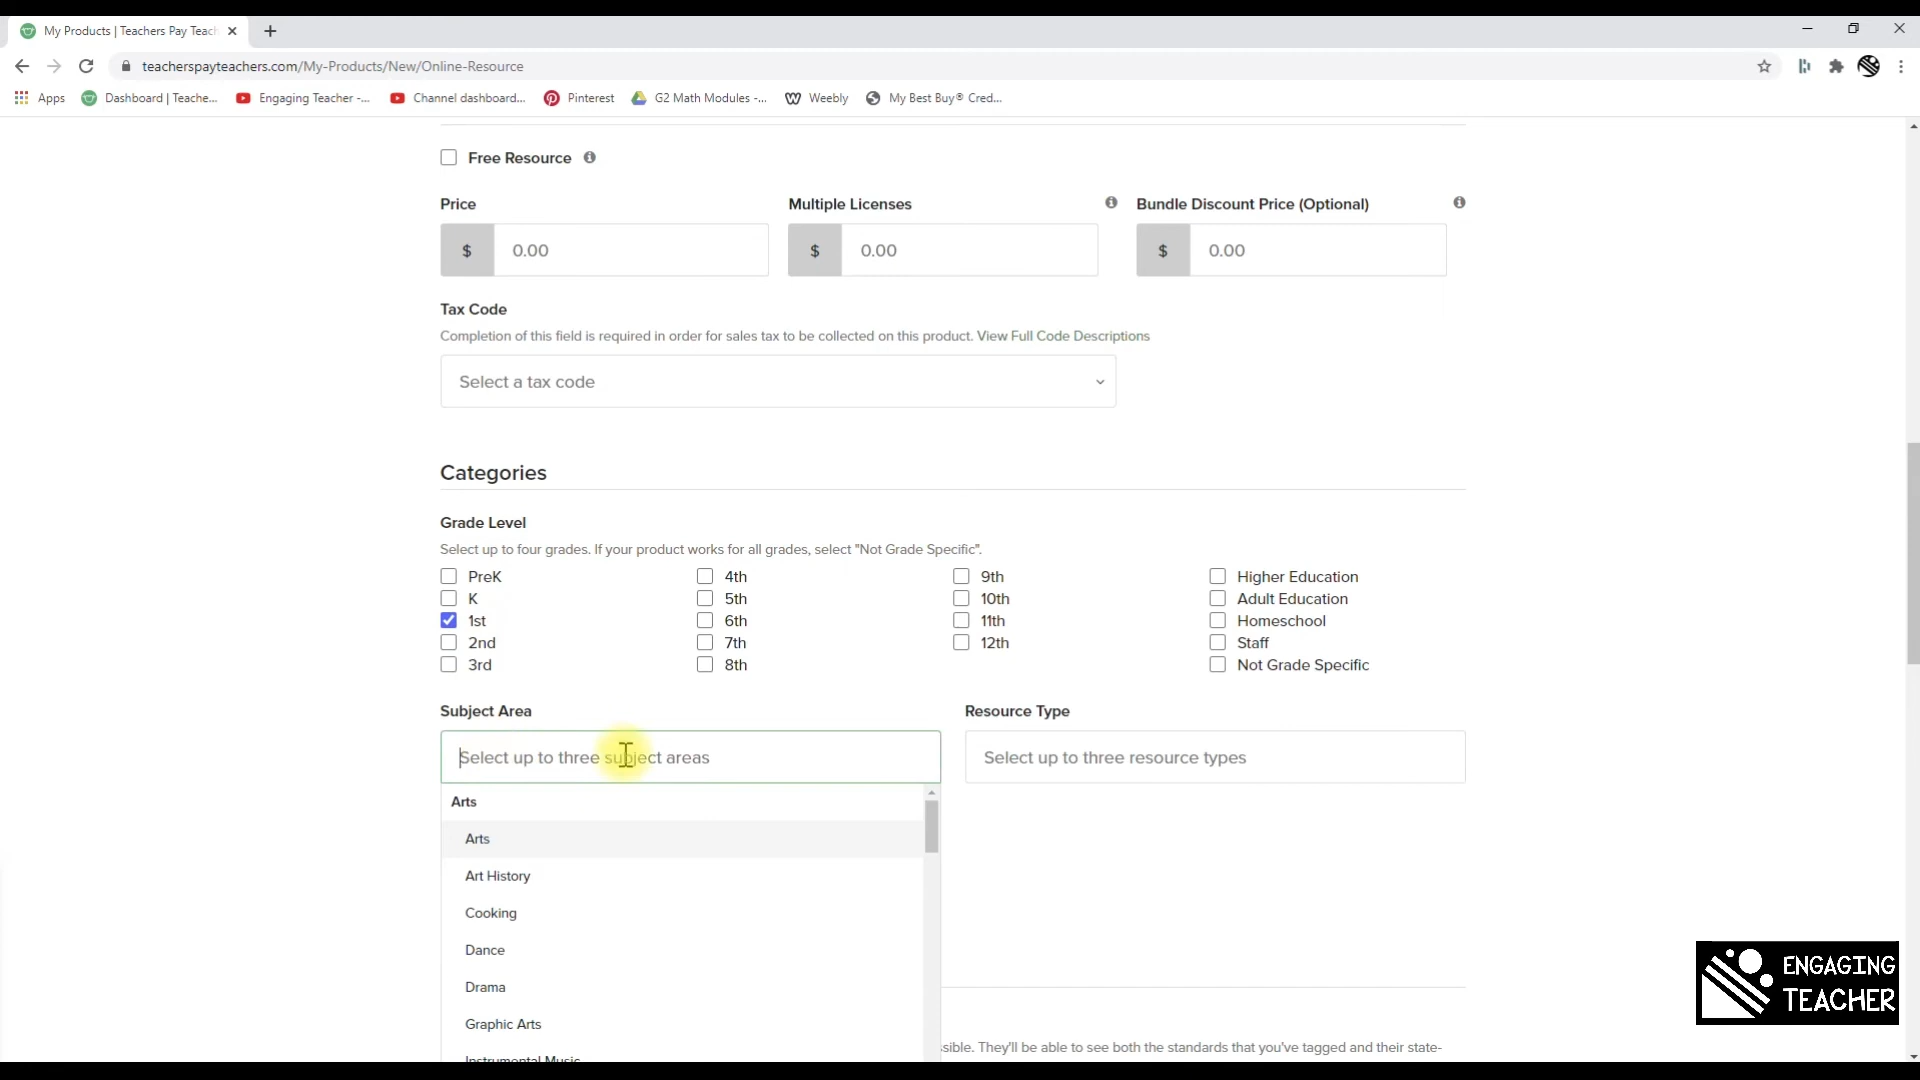 My Products | Teachers Pay Teach
teacherspayteachers.com/My-Products/New/Online-Resource
Apps Dashboard | Teache... Engaging Teacher -... Channel dashboard... Pinterest G2 Math Modules -... Weebly My Best Buy® Cred...
Free Resource
Price Multiple Licenses Bundle Discount Price (Optional)
$ 0.00 $ 0.00 $ 0.00
Tax Code
Completion of this field is required in order for sales tax to be collected on this product. View Full Code Descriptions
Select a tax code
Categories
Grade Level
Select up to four grades. If your product works for all grades, select "Not Grade Specific".
PreK 4th 9th Higher Education
K 5th 10th Adult Education
1st 6th 11th Homeschool
2nd 7th 12th Staff
3rd 8th Not Grade Specific
Subject Area Resource Type
Select up to three subject areas Select up to three resource types
Arts
Arts
Art History
Cooking
Dance
Drama
Graphic Arts
Instrumental Music
sible. They'll be able to see both the standards that you've tagged and their state-
ENGAGING
TEACHER